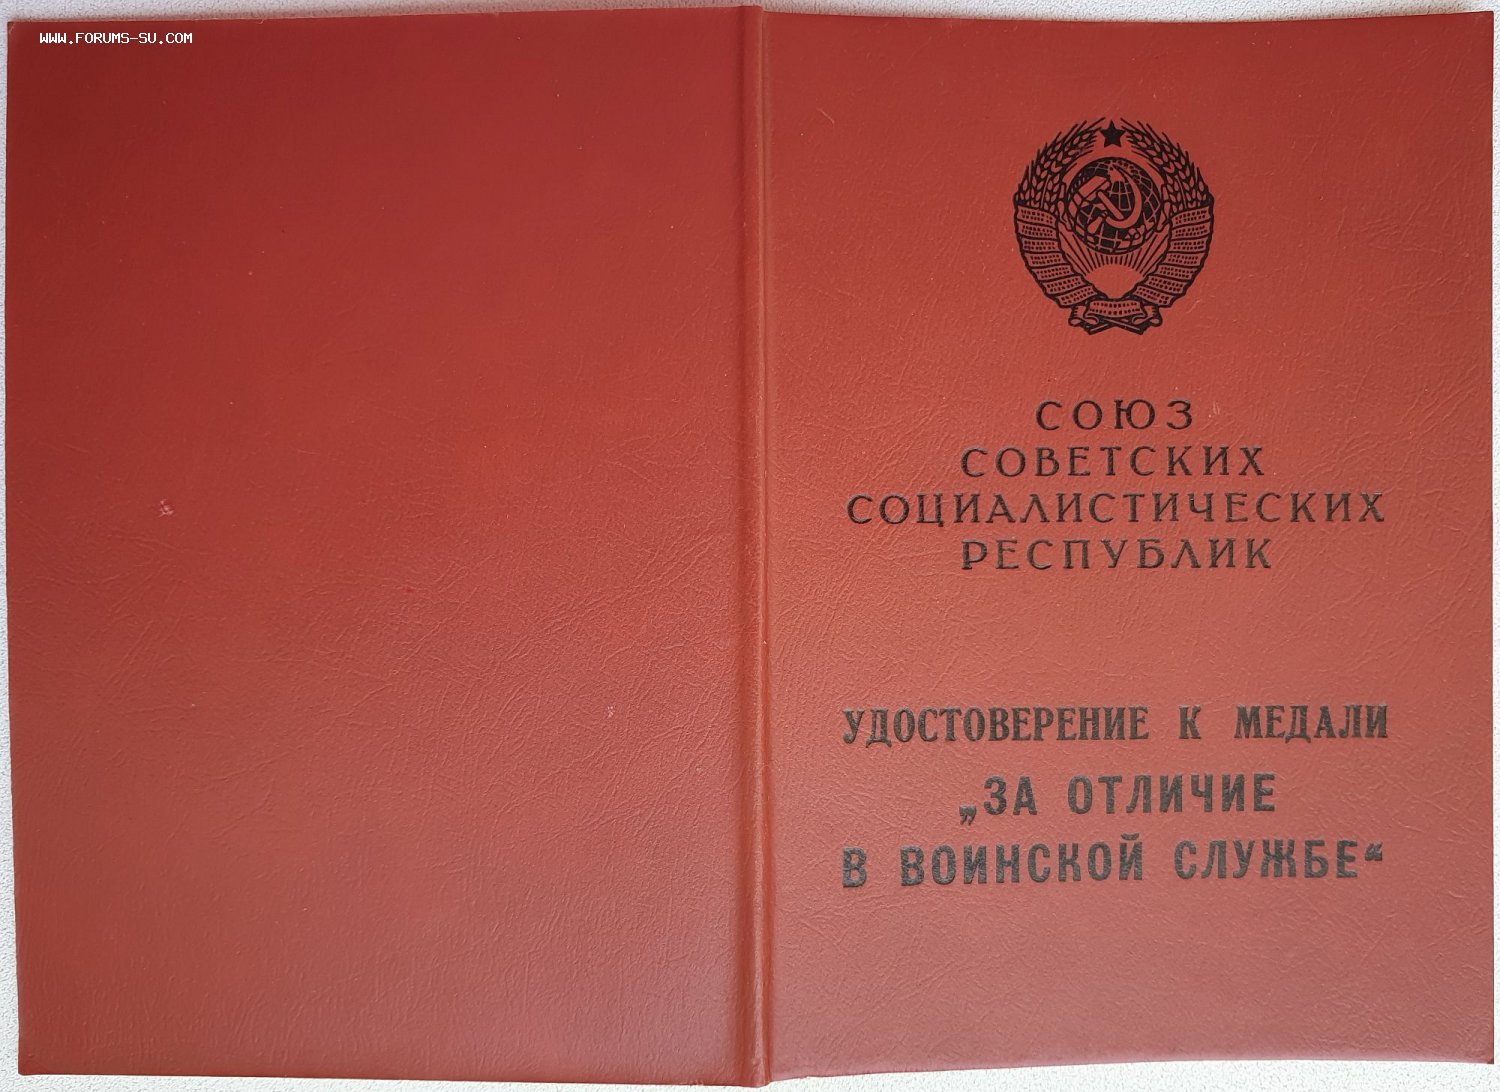 WWW.FORUMS-SU.COM
СОЮЗ
СОВЕТСКИХ
СОЦИАЛИСТИЧЕСКИХ
РЕСПУБЛИК
УДОСТОВЕРЕНИЕ К МЕДАЛИ
„ЗА ОТЛИЧИЕ
В ВОИНСКОЙ СЛУЖБЕ“